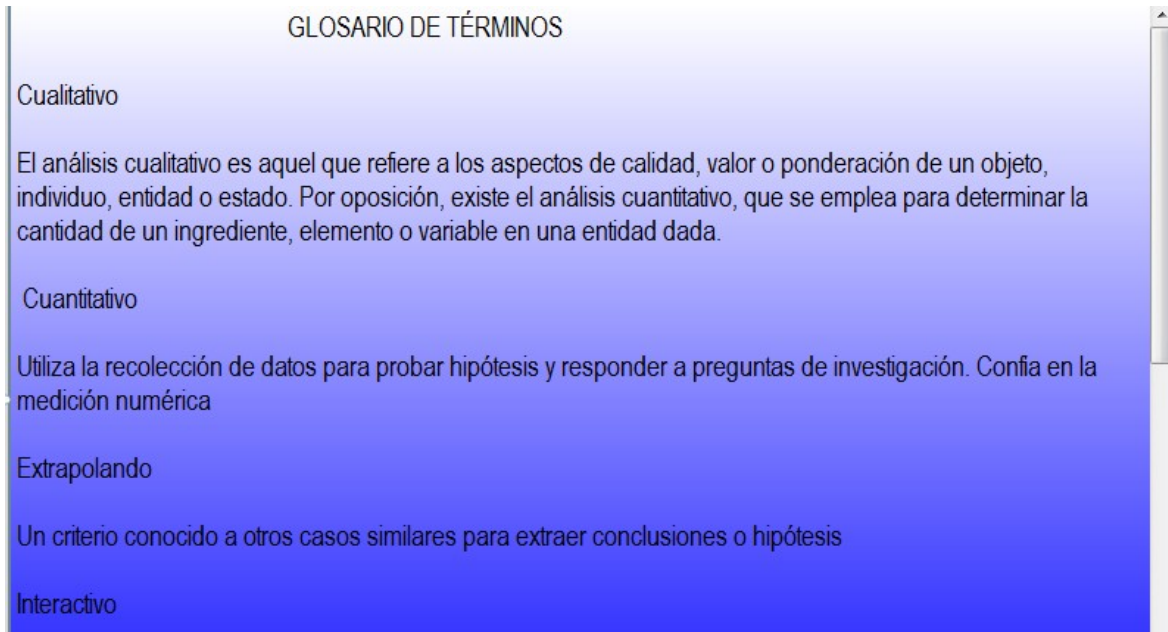 GLOSARIO DE TÉRMINOS
Cualitativo
El análisis cualitativo es aquel que refiere a los aspectos de calidad, valor o ponderación de un objeto,
individuo, entidad o estado. Por oposición, existe el análisis cuantitativo, que se emplea para determinar la
cantidad de un ingrediente, elemento o variable en una entidad dada.
Cuantitativo
Utiliza la recolección de datos para probar hipótesis y responder a preguntas de investigación. Confía en la
medición numérica
Extrapolando
Un criterio conocido a otros casos similares para extraer conclusiones o hipótesis
Interactivo